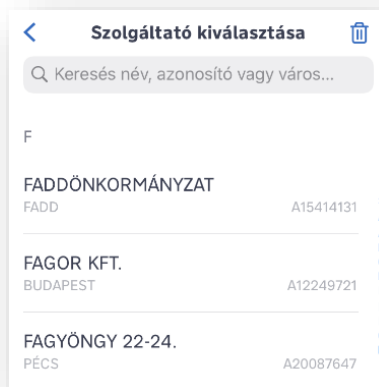 Szolgáltató kiválasztása
Keresés név, azonosító vagy város...
F
FADDÖNKORMÁNYZAT
FADD A15414131
FAGOR KFT.
BUDAPEST A12249721
FAGYÖNGY 22-24.
PÉCS A20087647